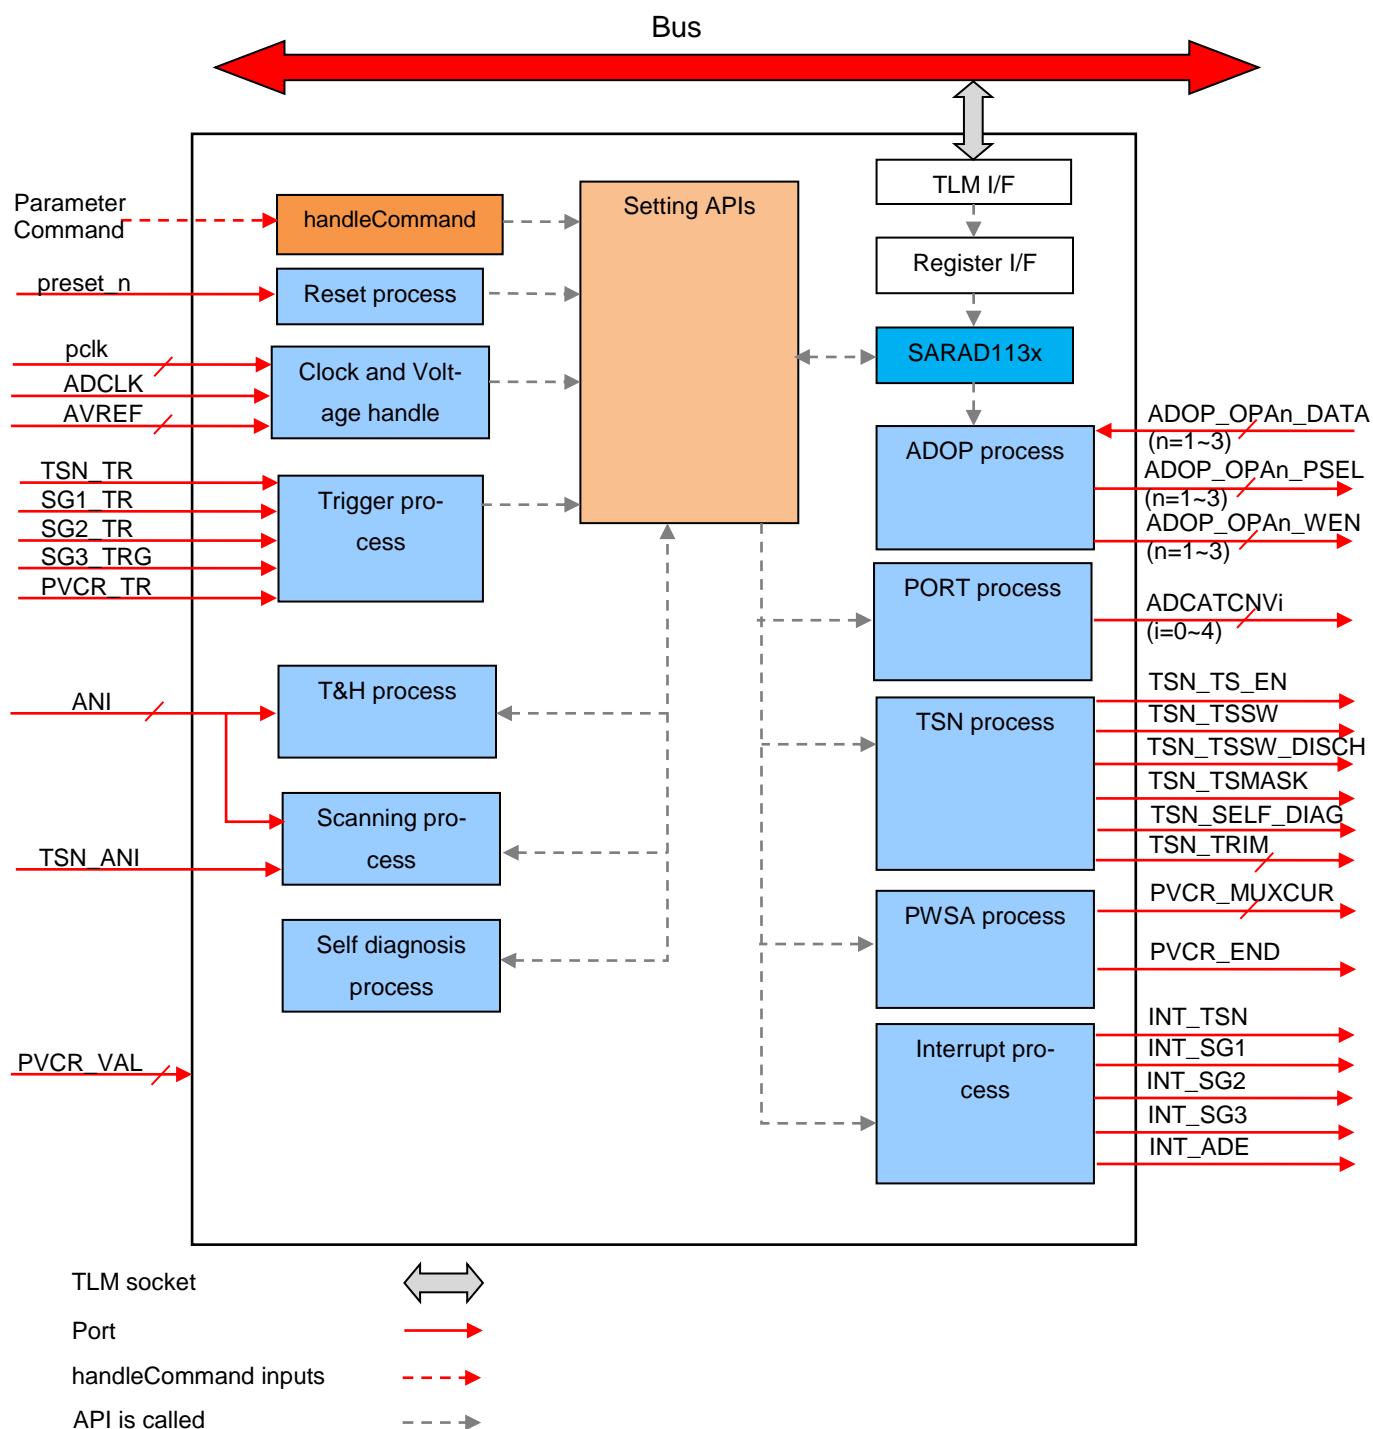 Bus
Parameter
Command
handleCommand
Setting APIs
TLM I/F
Register I/F
SARAD113x
preset_n
Reset process
pclk
ADCLK
AVREF
Clock and Volt-
age handle
TSN_TR
SG1_TR
SG2_TR
SG3_TRG
PVCR_TR
Trigger pro-
cess
ANI
T&H process
Scanning pro-
cess
TSN_ANI
Self diagnosis
process
PVCR_VAL
ADOP process
ADOP_OPAn_DATA
(n=1~3)
ADOP_OPAn_PSEL
(n=1~3)
ADOP_OPAn_WEN
(n=1~3)
PORT process
ADCATCNVi
(i=0~4)
TSN process
TSN_TS_EN
TSN_TSSW
TSN_TSSW_DISCH
TSN_TSMASK
TSN_SELF_DIAG
TSN_TRIM
PWSA process
PVCR_MUXCUR
PVCR_END
Interrupt pro-
cess
INT_TSN
INT_SG1
INT_SG2
INT_SG3
INT_ADE
TLM socket
Port
handleCommand inputs
API is called